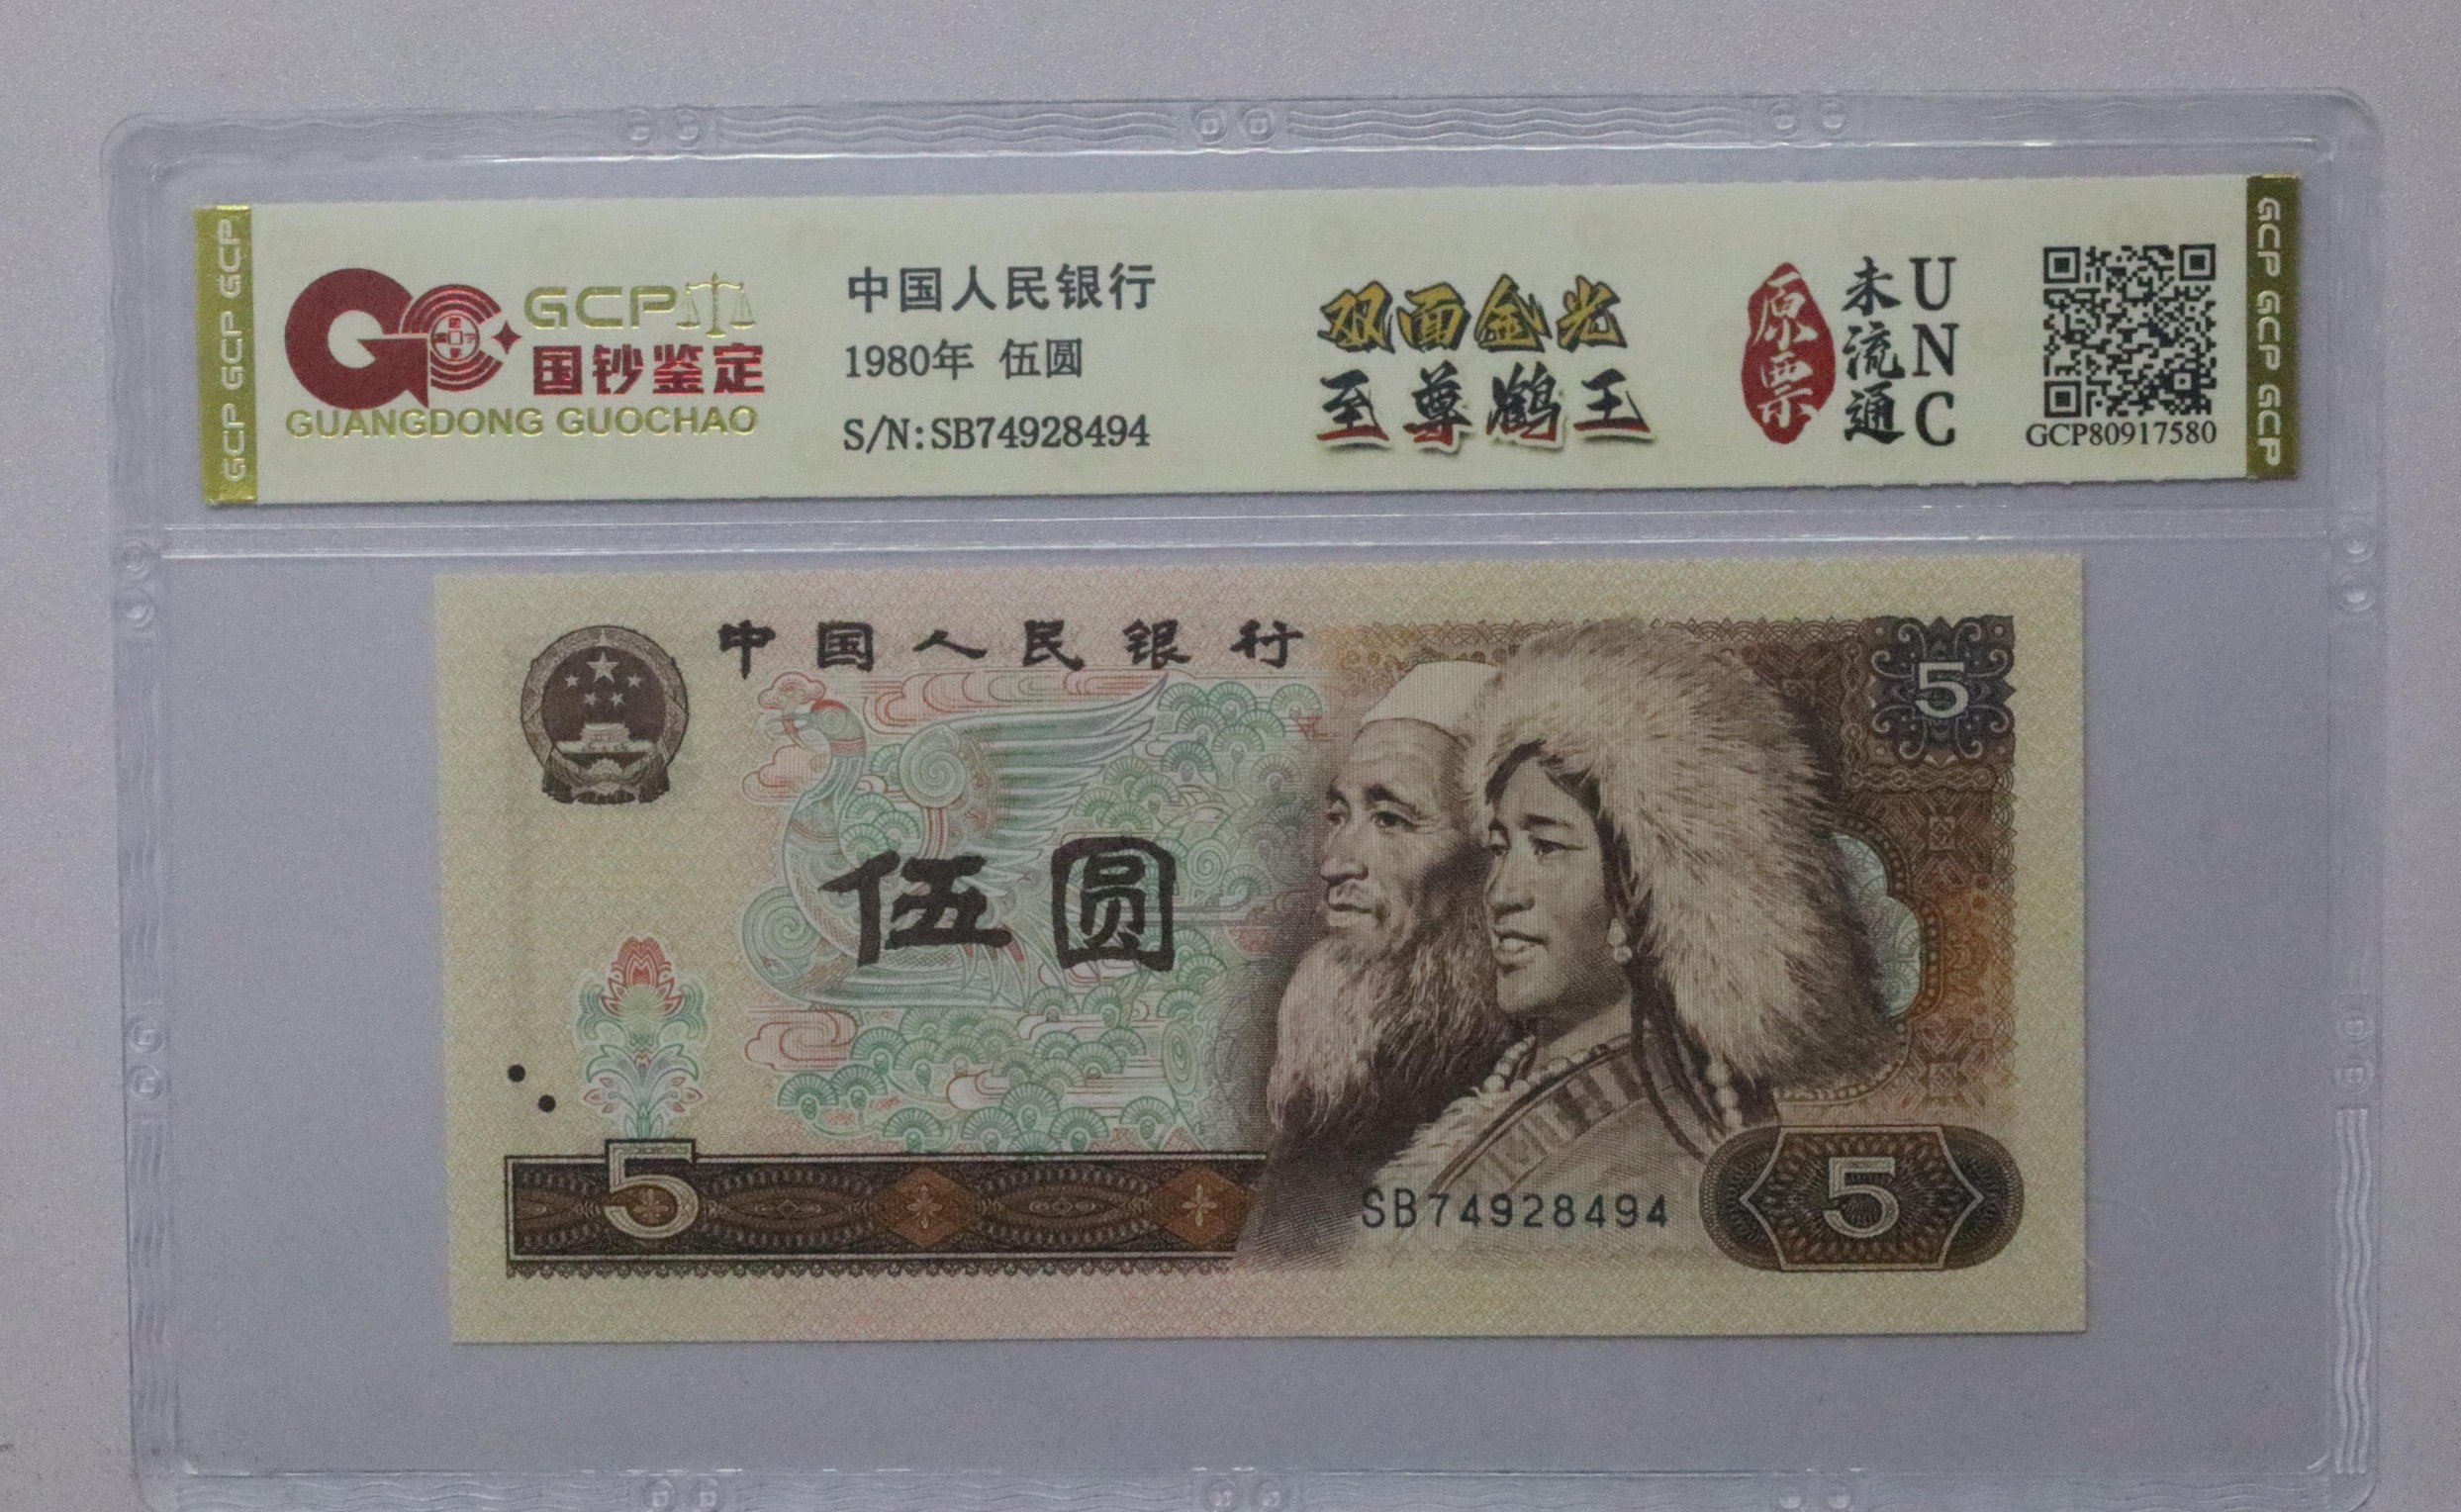 GCP GCP GCP
GCP
国钞鉴定
GUANGDONG GUOCHAO
中国人民银行
1980年 伍圆
S/N:SB74928494
双面金光
至尊鹤王
原票
未流通
UNC
GCP80917580
GCP GCP GCP
中国人民银行
5
伍圆
5
SB74928494
5